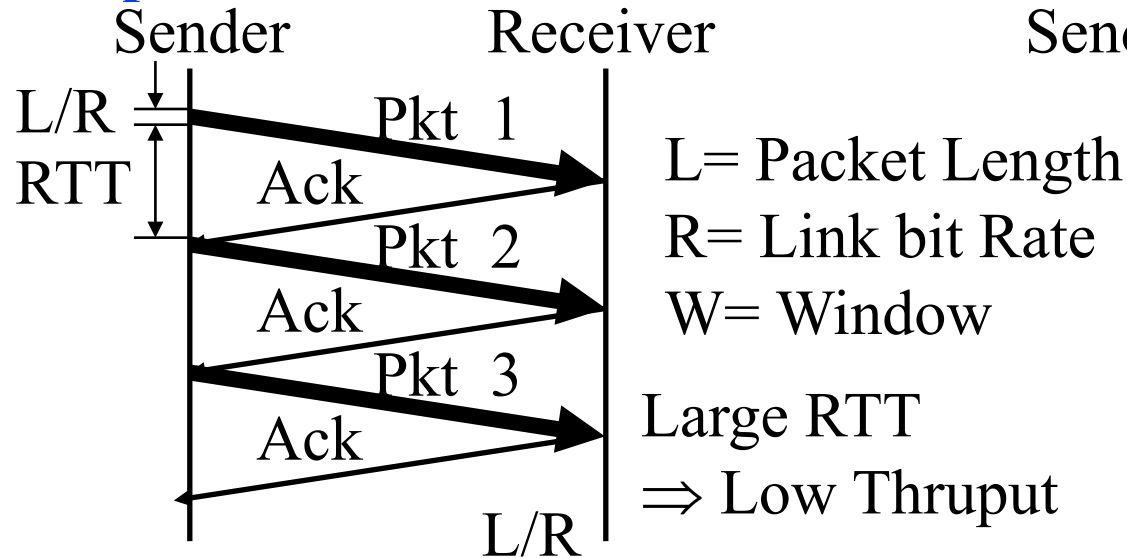 Sender
Receiver
L/R
Pkt 1
RTT
Ack
Pkt 2
Ack
Pkt 3
Ack
L= Packet Length
R= Link bit Rate
W= Window
Large RTT
⇒ Low Thruput
L/R